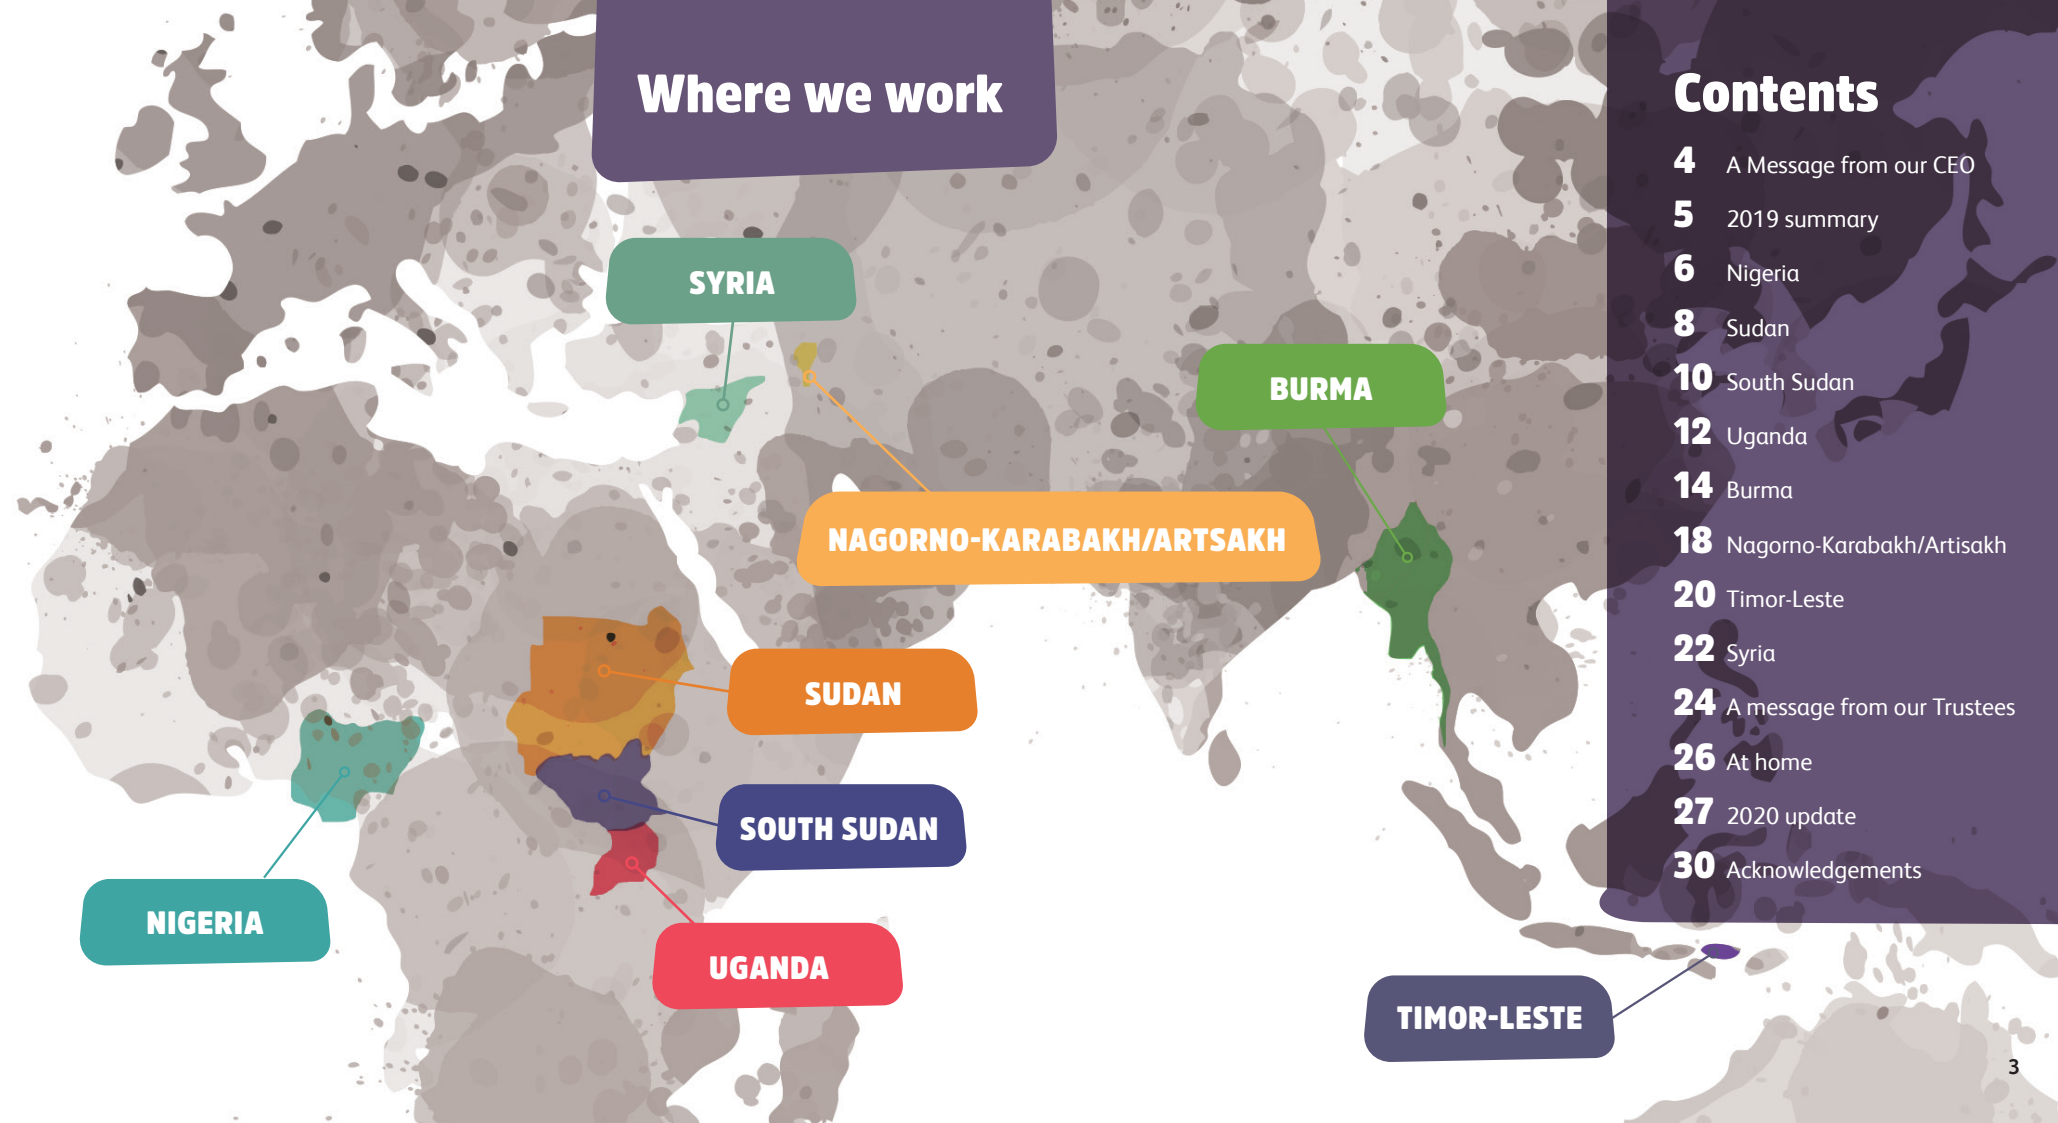 Where we work
SYRIA
BURMA
NAGORNO-KARABAKH/ARTSAKH
SUDAN
SOUTH SUDAN
NIGERIA
UGANDA
TIMOR-LESTE
Contents
4 A Message from our CEO
5 2019 summary
6 Nigeria
8 Sudan
10 South Sudan
12 Uganda
14 Burma
18 Nagorno-Karabakh/Artisakh
20 Timor-Leste
22 Syria
24 A message from our Trustees
26 At home
27 2020 update
30 Acknowledgements
3